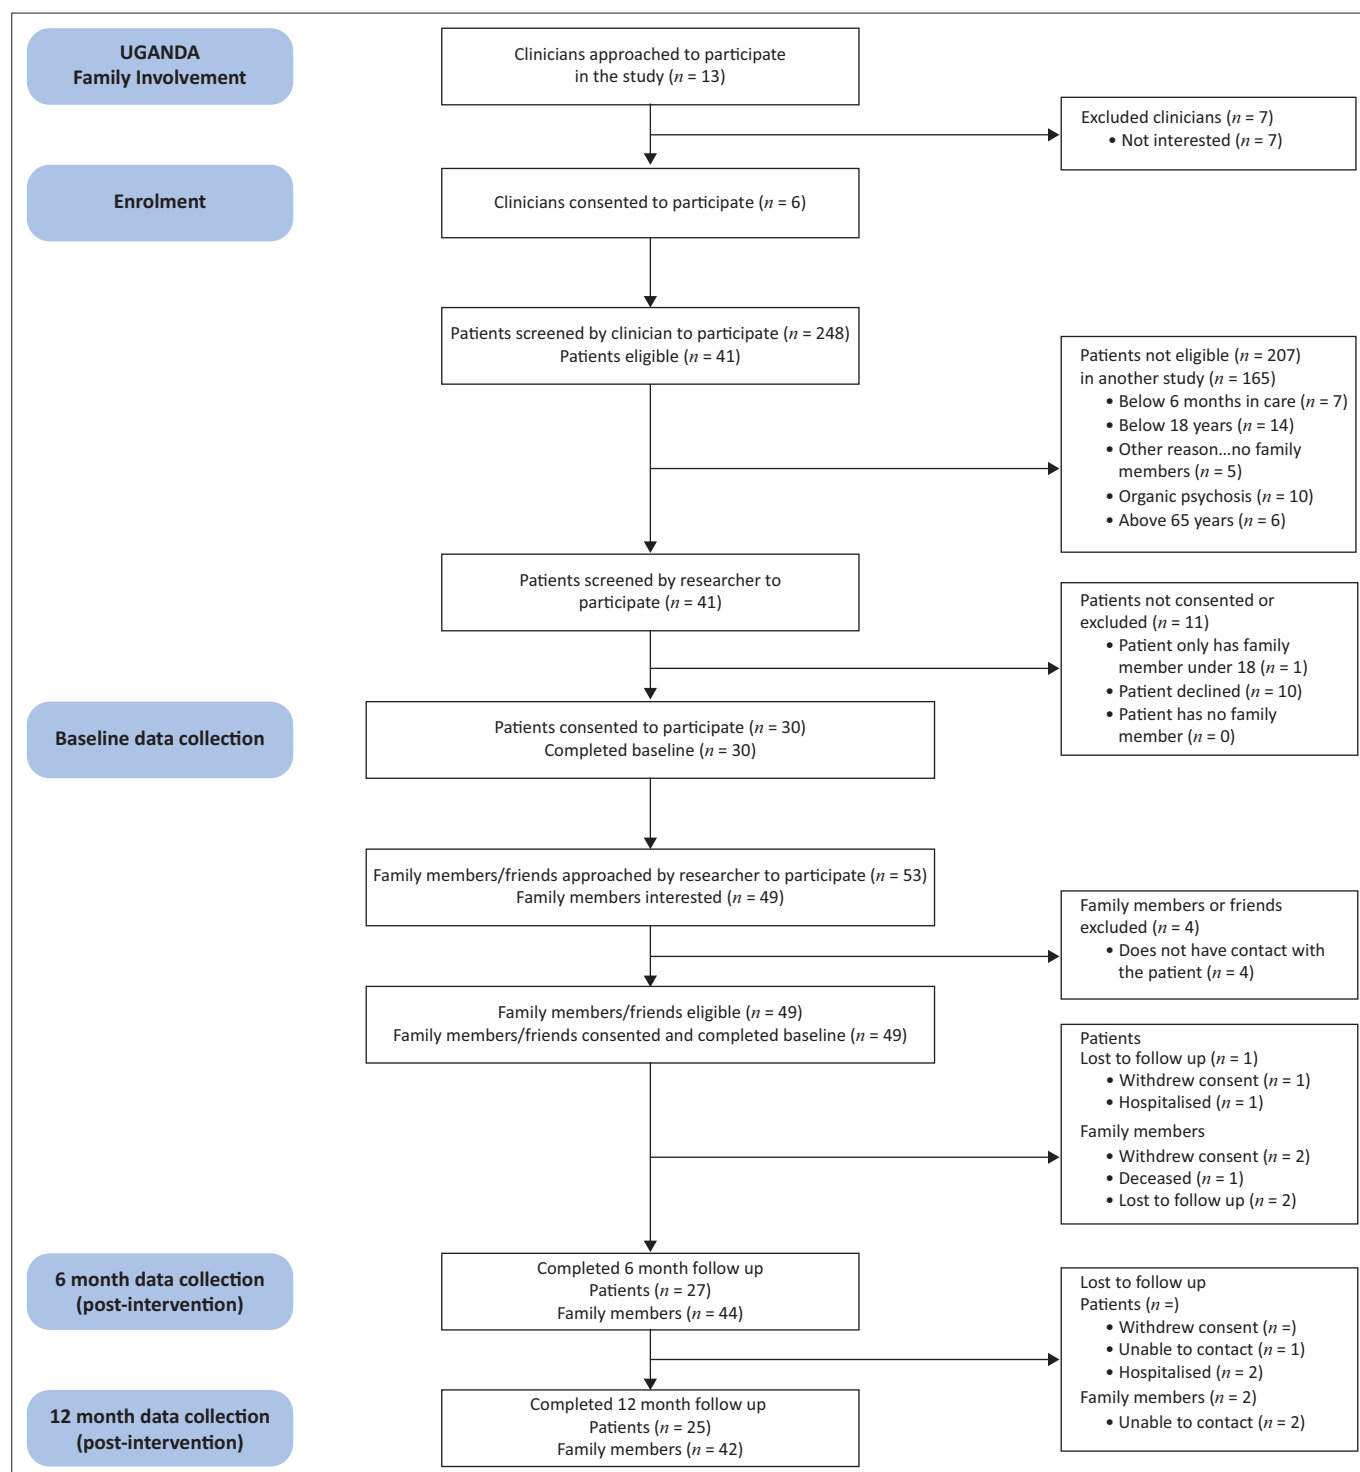 UGANDA
Family Involvement
Clinicians approached to participate
in the study (n = 13)
Excluded clinicians (n = 7)
• Not interested (n = 7)
Enrolment
Clinicians consented to participate (n = 6)
Patients screened by clinician to participate (n = 248)
Patients eligible (n = 41)
Patients not eligible (n = 207)
in another study (n = 165)
• Below 6 months in care (n = 7)
• Below 18 years (n = 14)
• Other reason...no family
members (n = 5)
• Organic psychosis (n = 10)
• Above 65 years (n = 6)
Patients screened by researcher to
participate (n = 41)
Patients not consented or
excluded (n = 11)
• Patient only has family
member under 18 (n = 1)
• Patient declined (n = 10)
• Patient has no family
member (n = 0)
Baseline data collection
Patients consented to participate (n = 30)
Completed baseline (n = 30)
Family members/friends approached by researcher to participate (n = 53)
Family members interested (n = 49)
Family members or friends
excluded (n = 4)
• Does not have contact with
the patient (n = 4)
Family members/friends eligible (n = 49)
Family members/friends consented and completed baseline (n = 49)
Patients
Lost to follow up (n = 1)
• Withdrew consent (n = 1)
• Hospitalised (n = 1)
Family members
• Withdrew consent (n = 2)
• Deceased (n = 1)
• Lost to follow up (n = 2)
6 month data collection
(post-intervention)
Completed 6 month follow up
Patients (n = 27)
Family members (n = 44)
Lost to follow up
Patients (n =)
• Withdrew consent (n =)
• Unable to contact (n = 1)
• Hospitalised (n = 2)
Family members (n = 2)
• Unable to contact (n = 2)
12 month data collection
(post-intervention)
Completed 12 month follow up
Patients (n = 25)
Family members (n = 42)